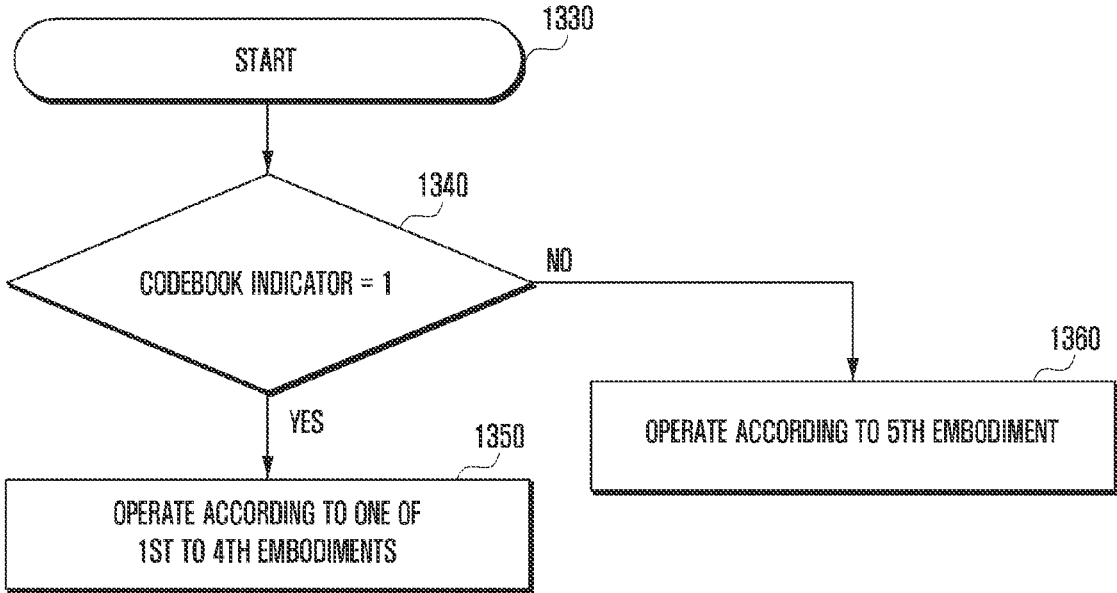 1330
START
1340
CODEBOOK INDICATOR = 1
NO
1360
OPERATE ACCORDING TO 5TH EMBODIMENT
YES
1350
OPERATE ACCORDING TO ONE OF
1ST TO 4TH EMBODIMENTS